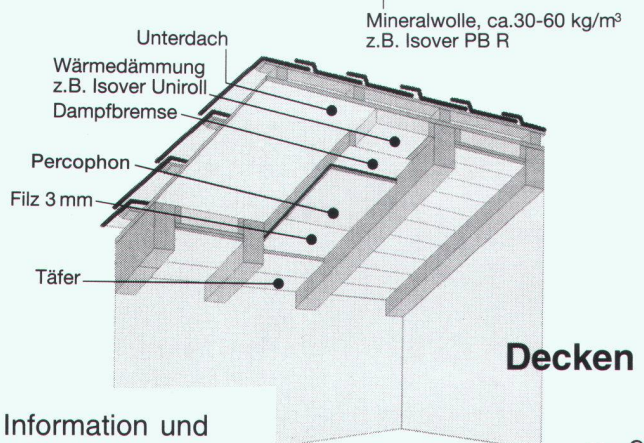 Mineralwolle, ca.30-60 kg/m³
z.B. Isover PB R
Unterdach
Wärmedämmung
z.B. Isover Uniroll
Dampfbremse
Percophon
Filz 3 mm
Täfer
Decken
Information und